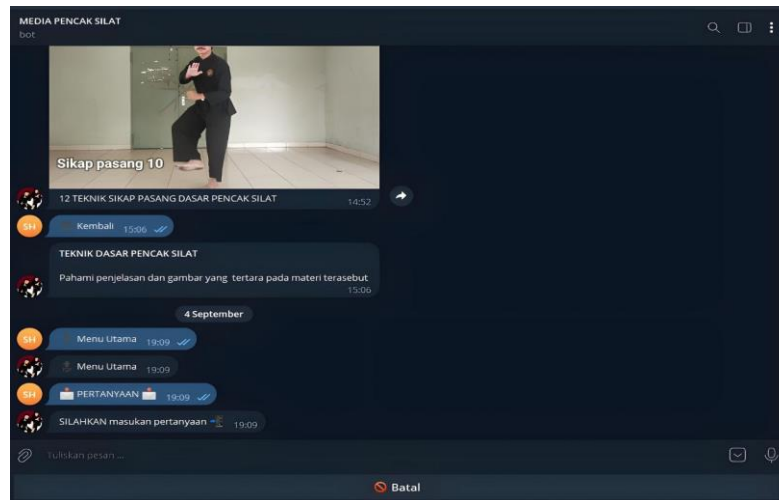 MEDIA PENCAK SILAT
bot
Sikap pasang 10
12 TEKNIK SIKAP PASANG DASAR PENCAK SILAT 14:52
SH Kembali 15:06
TEKNIK DASAR PENCAK SILAT
Pahami penjelasan dan gambar yang tertara pada materi terasebut
15:06
4 September
SH Menu Utama 19:09
Menu Utama 19:09
SH PERTANYAAN 19:09
SILAHKAN masukan pertanyaan 19:09
Tuliskan pesan ...
Batal